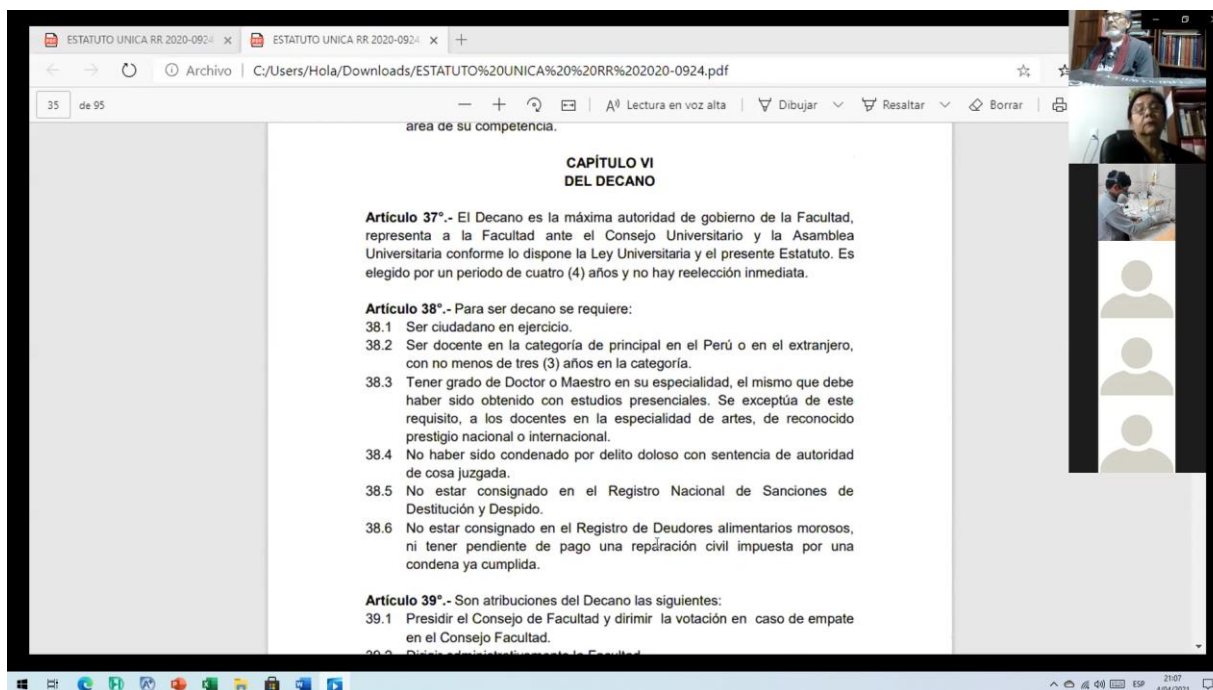 ESTATUTO UNICA RR 2020-0924
ESTATUTO UNICA RR 2020-0924
Archivo
C:/Users/Hola/Downloads/ESTATUTO%20UNICA%20%20RR%202020-0924.pdf
35 de 95
Lectura en voz alta
Dibujar
Resaltar
Borrar
área de su competencia.
CAPÍTULO VI
DEL DECANO
Artículo 37°.- El Decano es la máxima autoridad de gobierno de la Facultad,
representa a la Facultad ante el Consejo Universitario y la Asamblea
Universitaria conforme lo dispone la Ley Universitaria y el presente Estatuto. Es
elegido por un periodo de cuatro (4) años y no hay reelección inmediata.
Artículo 38°.- Para ser decano se requiere:
38.1 Ser ciudadano en ejercicio.
38.2 Ser docente en la categoría de principal en el Perú o en el extranjero,
con no menos de tres (3) años en la categoría.
38.3 Tener grado de Doctor o Maestro en su especialidad, el mismo que debe
haber sido obtenido con estudios presenciales. Se exceptúa de este
requisito, a los docentes en la especialidad de artes, de reconocido
prestigio nacional o internacional.
38.4 No haber sido condenado por delito doloso con sentencia de autoridad
de cosa juzgada.
38.5 No estar consignado en el Registro Nacional de Sanciones de
Destitución y Despido.
38.6 No estar consignado en el Registro de Deudores alimentarios morosos,
ni tener pendiente de pago una reparación civil impuesta por una
condena ya cumplida.
Artículo 39°.- Son atribuciones del Decano las siguientes:
39.1 Presidir el Consejo de Facultad y dirimir la votación en caso de empate
en el Consejo Facultad.
39.2 Dirigir administrativamente la Facultad
ESP
21:07
4/04/2021